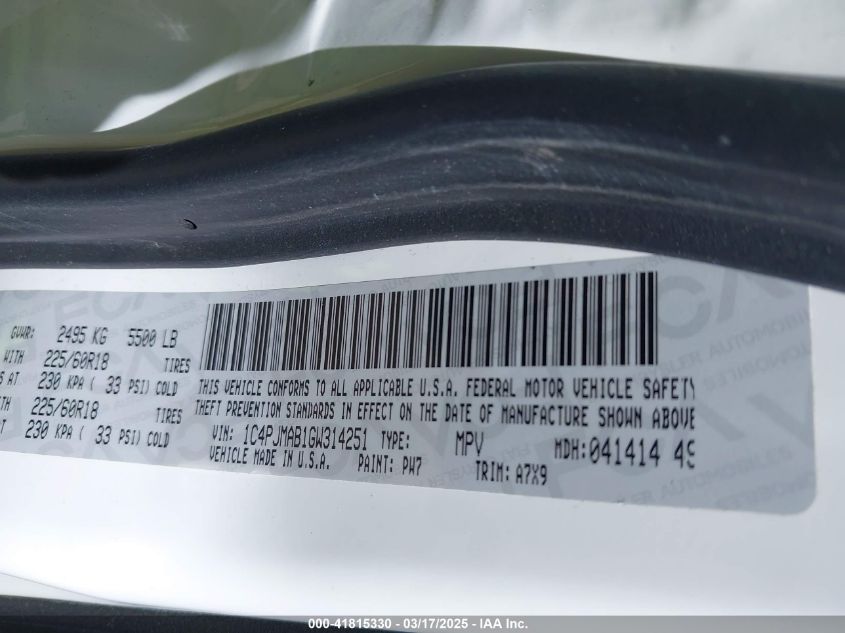 GVWR: 2495 KG 5500 LB
WITH 225/60R18 TIRES
S AT 230 KPA ( 33 PSI) COLD
ITH 225/60R18 TIRES
T 230 KPA ( 33 PSI) COLD
THIS VEHICLE CONFORMS TO ALL APPLICABLE U.S.A. FEDERAL MOTOR VEHICLE SAFETY
THEFT PREVENTION STANDARDS IN EFFECT ON THE DATE OF MANUFACTURE SHOWN ABOVE
VIN: 1C4PJMAB1GW314251 TYPE: MPV MDH: 041414 49
VEHICLE MADE IN U.S.A. PAINT: PW7 TRIM: A7X9
000-41815330 - 03/17/2025 - IAA Inc.